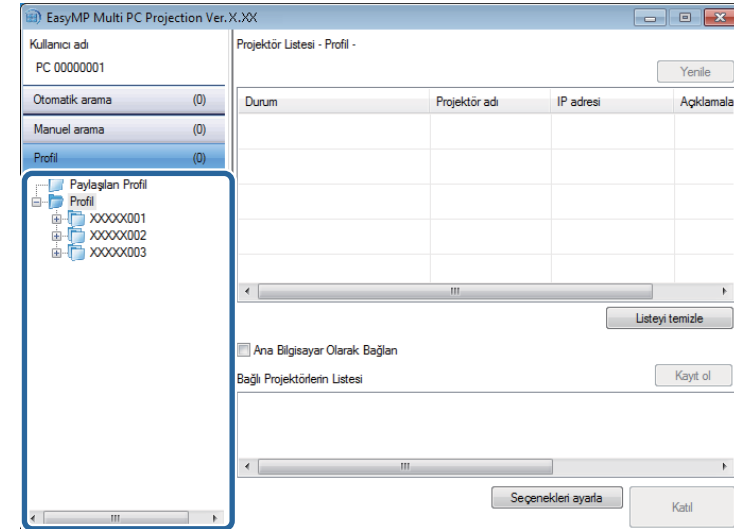 EasyMP Multi PC Projection Ver.X.XX
Kullanıcı adı
PC 00000001
Otomatik arama (0)
Manuel arama (0)
Profil (0)
Paylaşılan Profil
Profil
XXXXX001
XXXXX002
XXXXX003
Projektör Listesi - Profil -
Yenile
Durum Projektör adı IP adresi Açıklama
Listeyi temizle
Ana Bilgisayar Olarak Bağlan
Bağlı Projektörlerin Listesi
Kayıt ol
Seçenekleri ayarla
Katıl